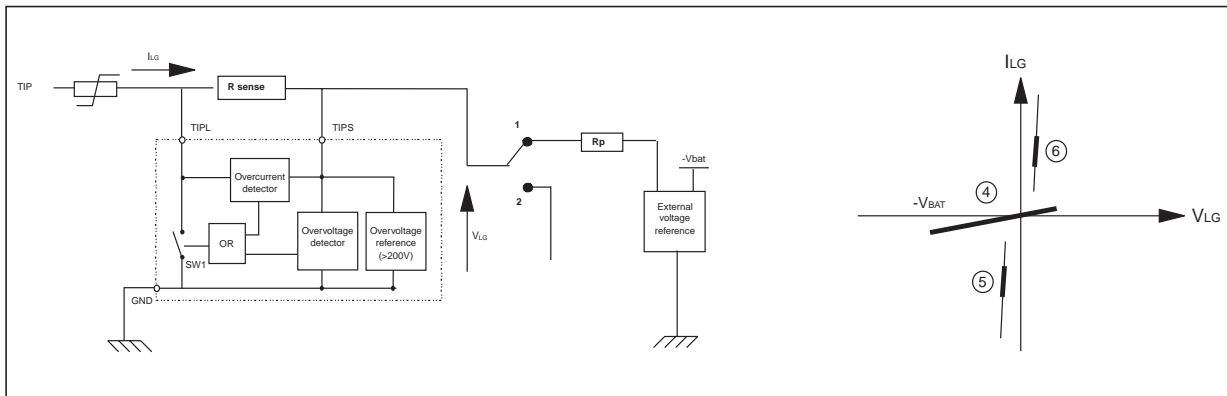 ILG
TIP
R sense
TIPL
TIPS
1
Rp
-Vbat
2
Overcurrent
detector
OR
Overvoltage
detector
Overvoltage
reference
(>200V)
External
voltage
reference
VLG
SW1
GND
ILG
6
4
-VBAT
VLG
5